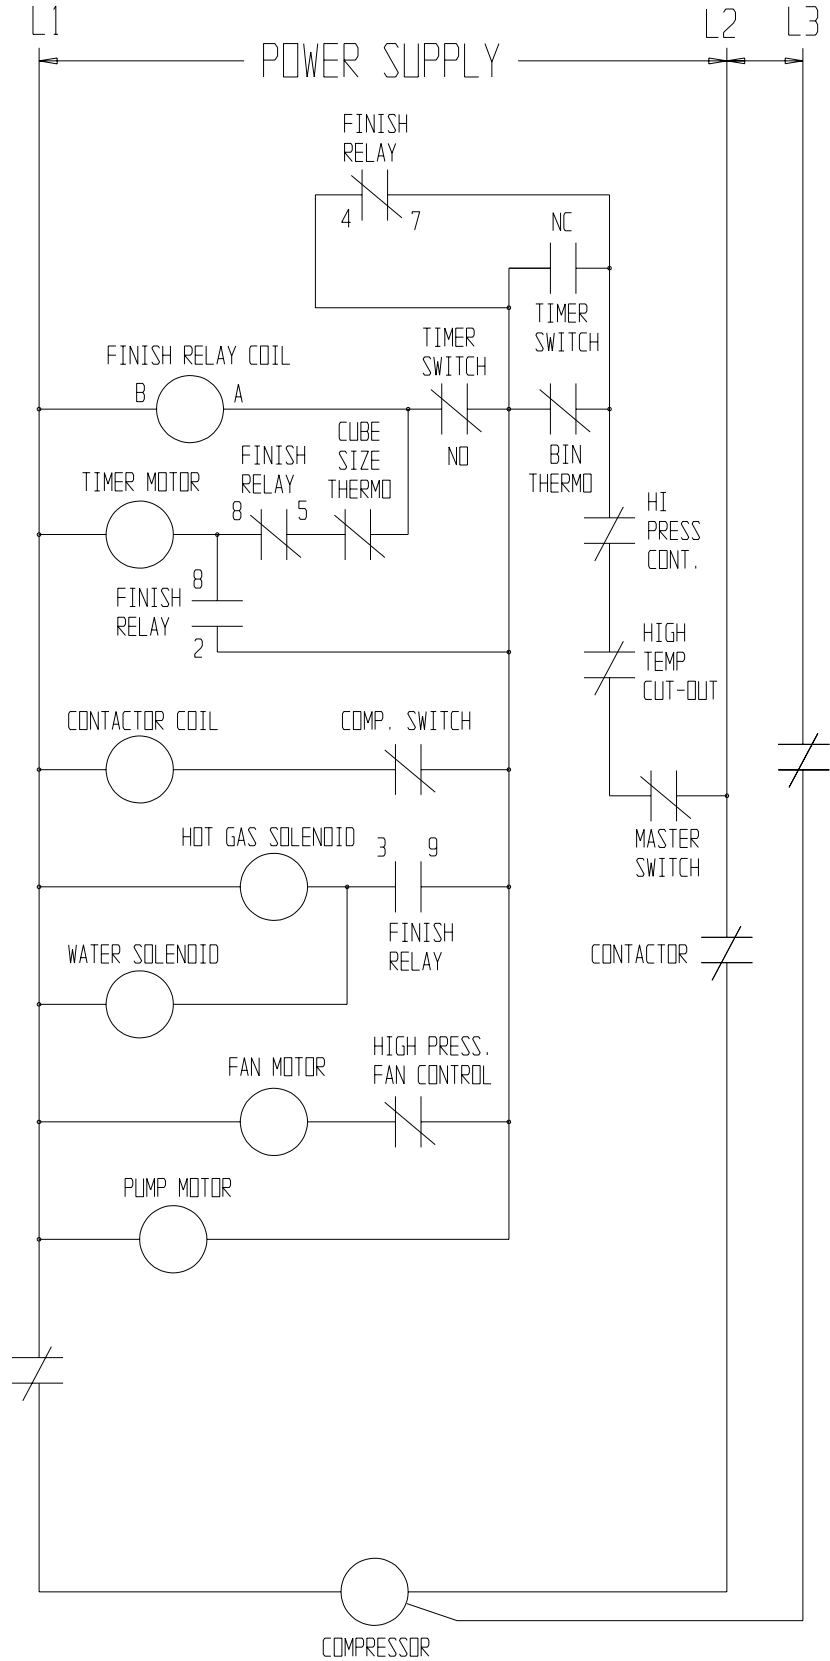 L1
L2
L3
POWER SUPPLY
FINISH
RELAY
4
7
NC
TIMER
SWITCH
TIMER
SWITCH
NO
FINISH RELAY COIL
B
A
CUBE
SIZE
THERMO
BIN
THERMO
FINISH
RELAY
8
5
TIMER MOTOR
HI
PRESS
CONT.
8
FINISH
RELAY
2
HIGH
TEMP
CUT-OUT
CONTACTOR COIL
COMP. SWITCH
MASTER
SWITCH
HOT GAS SOLENOID
3
9
FINISH
RELAY
WATER SOLENOID
CONTACTOR
FAN MOTOR
HIGH PRESS.
FAN CONTROL
PUMP MOTOR
COMPRESSOR